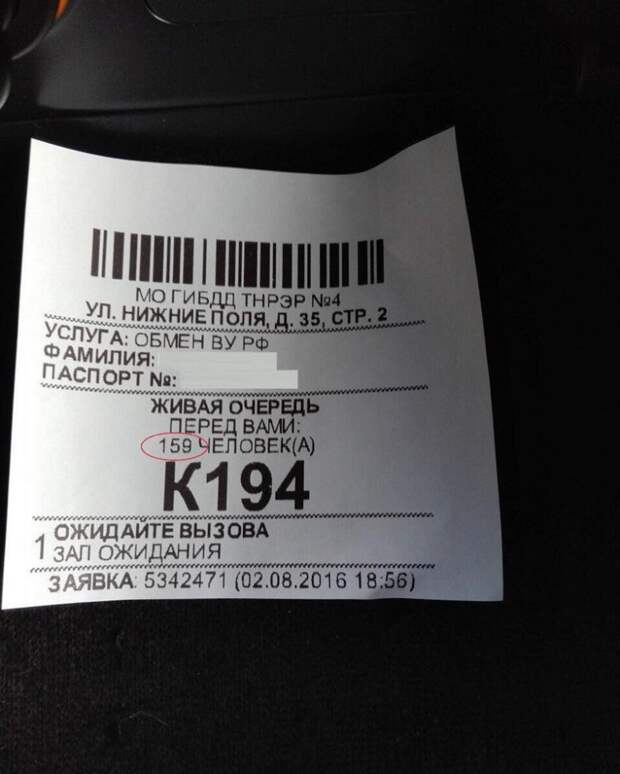 МО ГИБДД ТНРЭР №4
УЛ. НИЖНИЕ ПОЛЯ, Д. 35, СТР. 2
УСЛУГА: ОБМЕН ВУ РФ
ФАМИЛИЯ:
ПАСПОРТ №:
ЖИВАЯ ОЧЕРЕДЬ
ПЕРЕД ВАМИ:
159 ЧЕЛОВЕК(А)
К194
ОЖИДАЙТЕ ВЫЗОВА
1 ЗАЛ ОЖИДАНИЯ
ЗАЯВКА: 5342471 (02.08.2016 18:56)